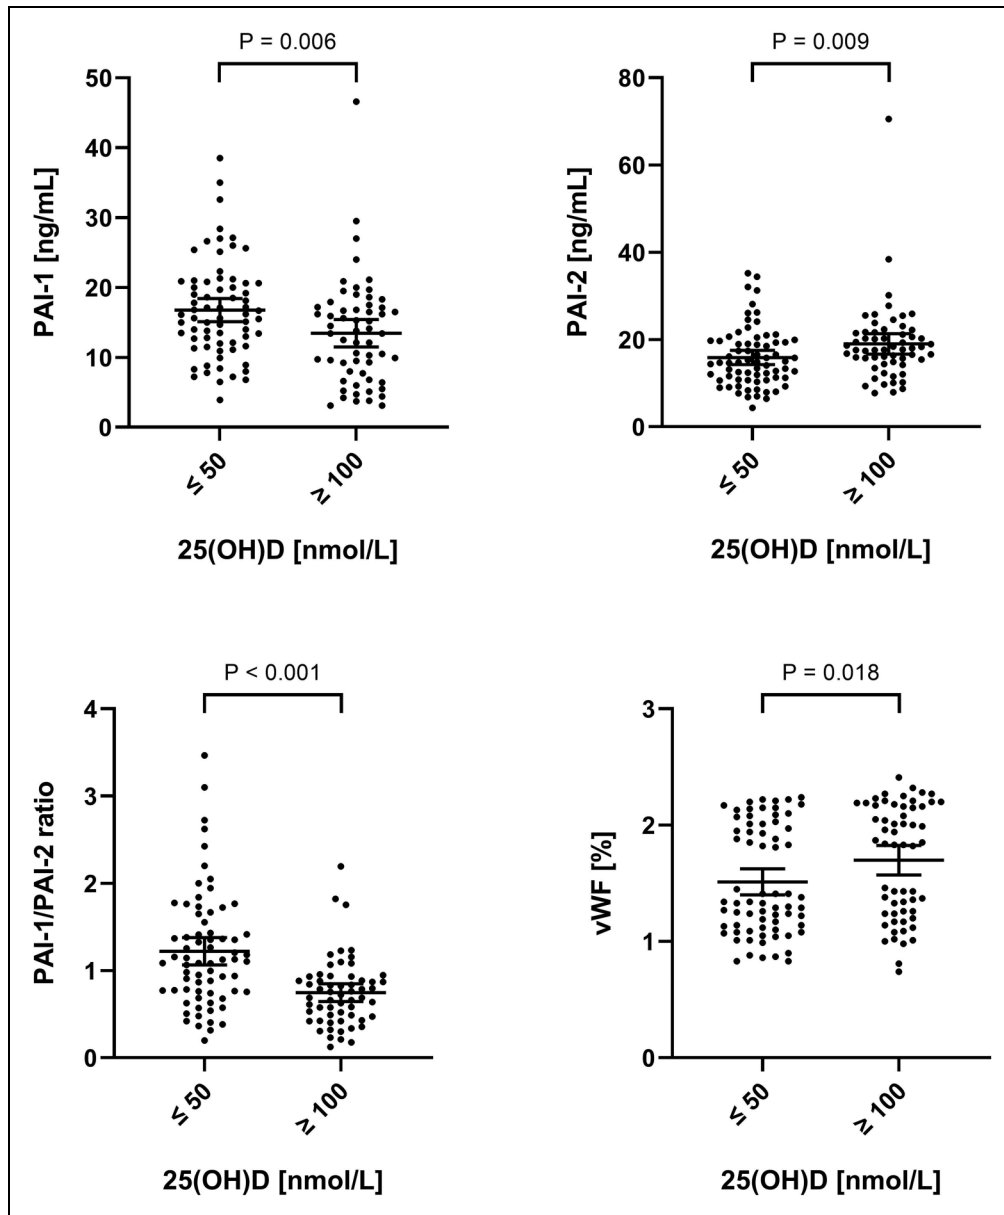 P = 0.006
50
40
30
20
10
0
PAI-1 [ng/mL]
≤ 50
≥ 100
25(OH)D [nmol/L]
P = 0.009
80
60
40
20
0
PAI-2 [ng/mL]
≤ 50
≥ 100
25(OH)D [nmol/L]
P < 0.001
4
3
2
1
0
PAI-1/PAI-2 ratio
≤ 50
≥ 100
25(OH)D [nmol/L]
P = 0.018
3
2
1
0
vWF [%]
≤ 50
≥ 100
25(OH)D [nmol/L]